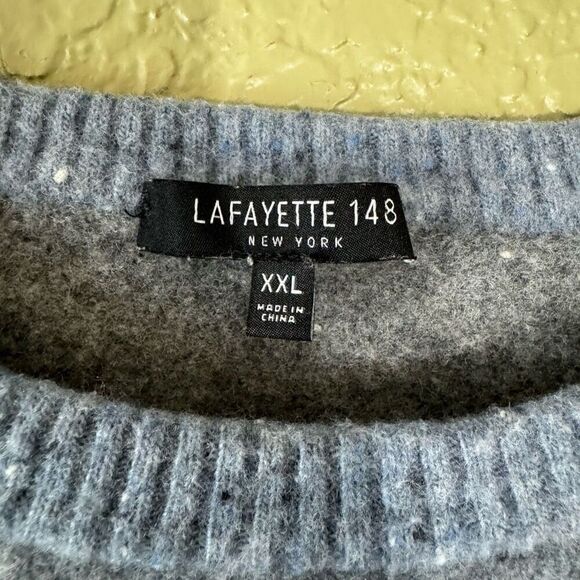 LAFAYETTE 148
NEW YORK
XXL
MADE IN
CHINA